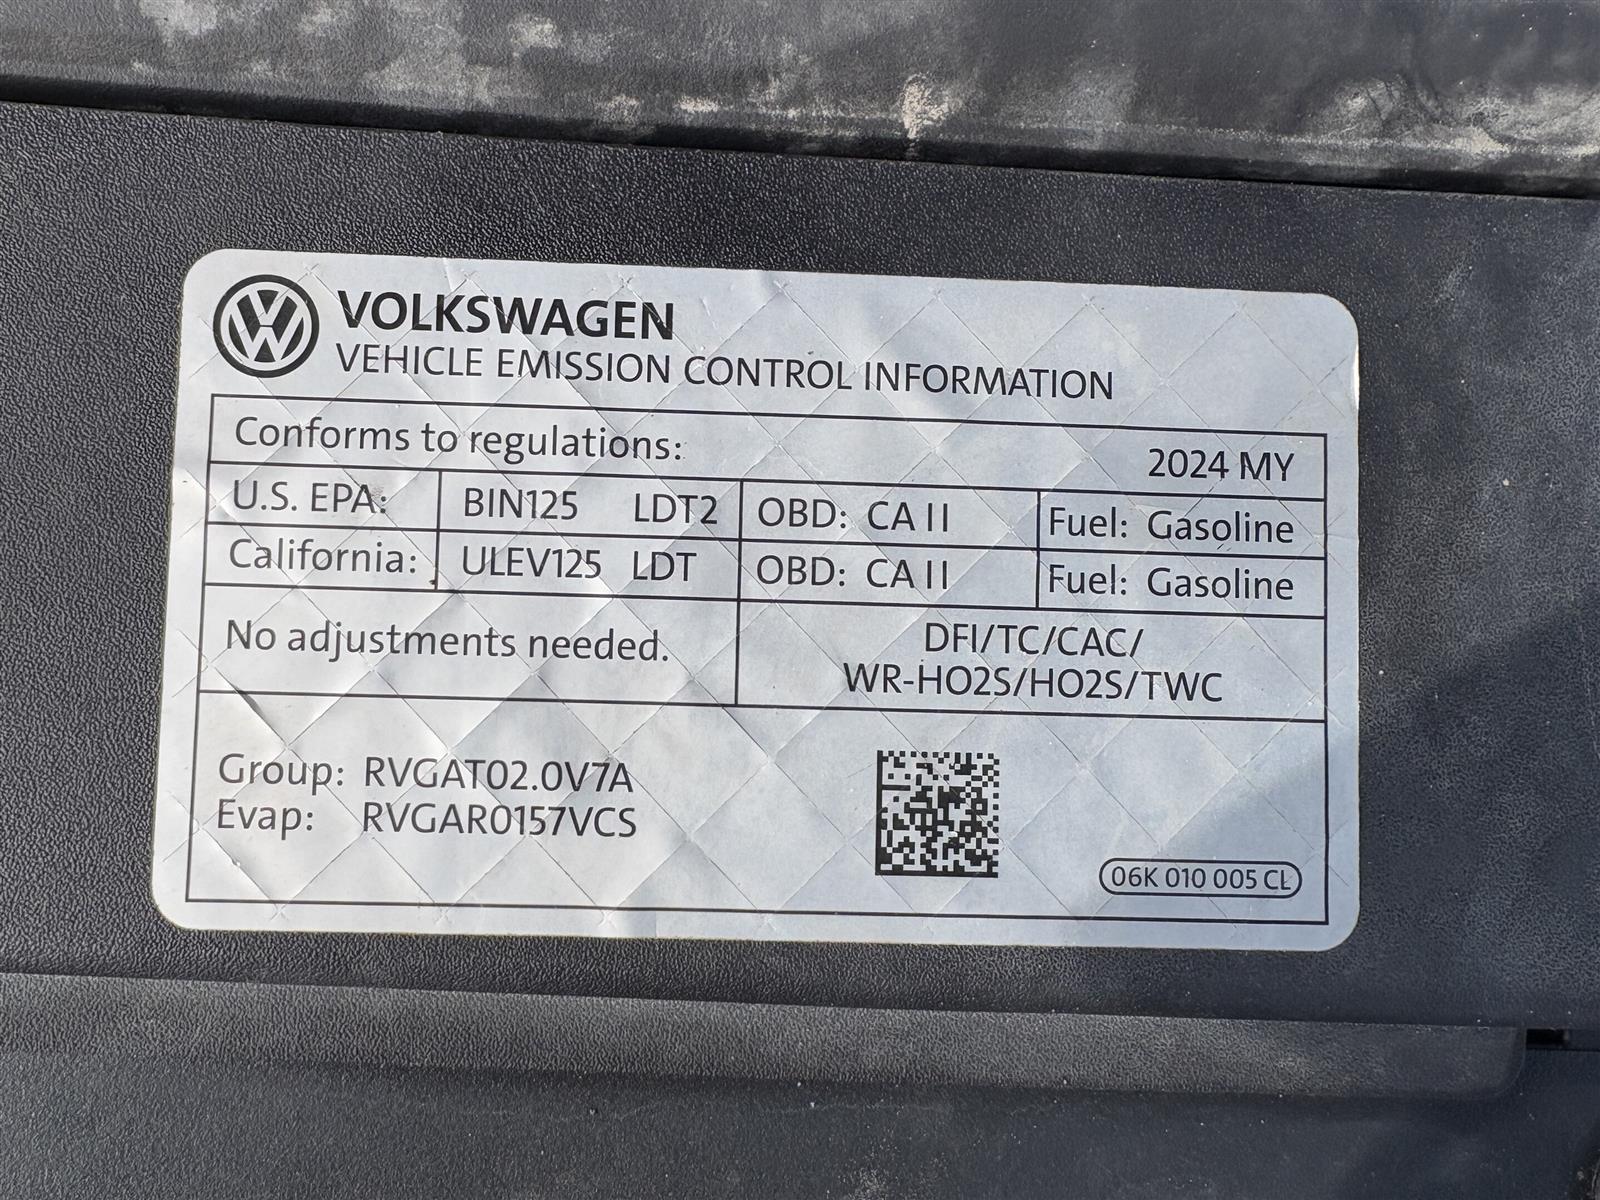 VOLKSWAGEN
VEHICLE EMISSION CONTROL INFORMATION
Conforms to regulations: 2024 MY
U.S. EPA: BIN125 LDT2 OBD: CA II Fuel: Gasoline
California: ULEV125 LDT OBD: CA II Fuel: Gasoline
No adjustments needed.
DFI/TC/CAC/
WR-HO2S/HO2S/TWC
Group: RVGAT02.0V7A
Evap: RVGAR0157VCS
06K 010 005 CL